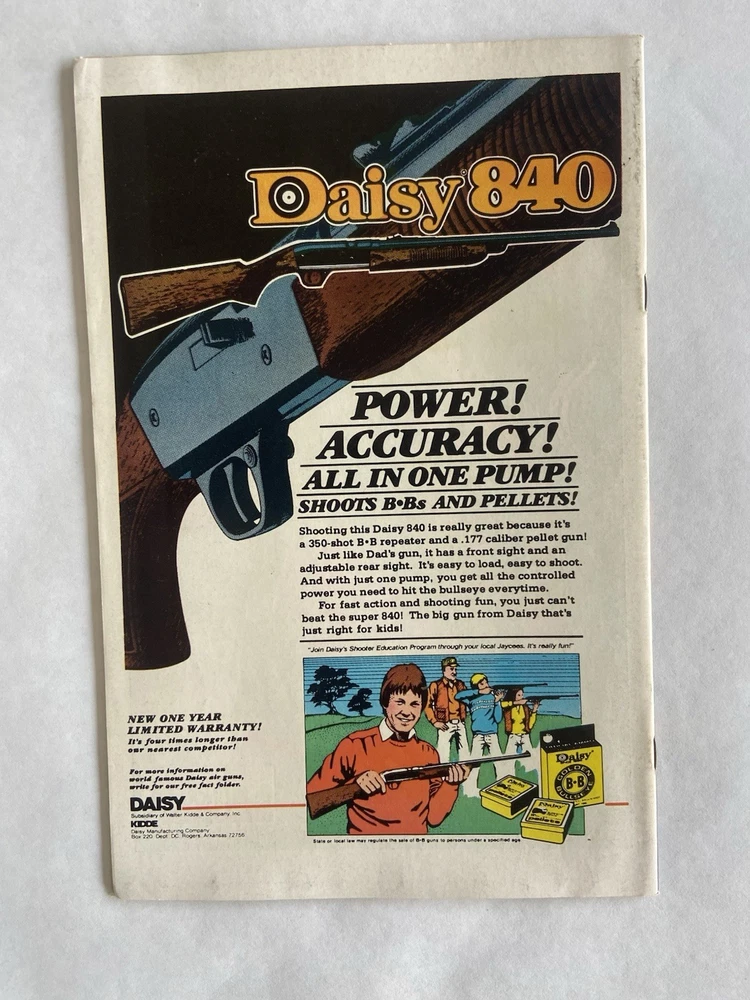 Daisy® 840
POWER!
ACCURACY!
ALL IN ONE PUMP!
SHOOTS B•Bs AND PELLETS!
Shooting this Daisy 840 is really great because it's
a 350-shot B•B repeater and a .177 caliber pellet gun!
Just like Dad's gun, it has a front sight and an
adjustable rear sight. It's easy to load, easy to shoot.
And with just one pump, you get all the controlled
power you need to hit the bullseye everytime.
For fast action and shooting fun, you just can't
beat the super 840! The big gun from Daisy that's
just right for kids!
"Join Daisy's Shooter Education Program through your local Jaycees. It's really fun!"
NEW ONE YEAR
LIMITED WARRANTY!
It's four times longer than
our nearest competitor!
For more information on
world famous Daisy air guns,
write for our free fact folder.
DAISY
Subsidiary of Walter Kidde & Company, Inc.
KIDDE
Daisy Manufacturing Company
Box 220, Dept. DC, Rogers, Arkansas 72756
Daisy
GOLDEN
B•B
BULLSEYE
Daisy
pellets
State or local law may regulate the sale of B•B guns to persons under a specified age.